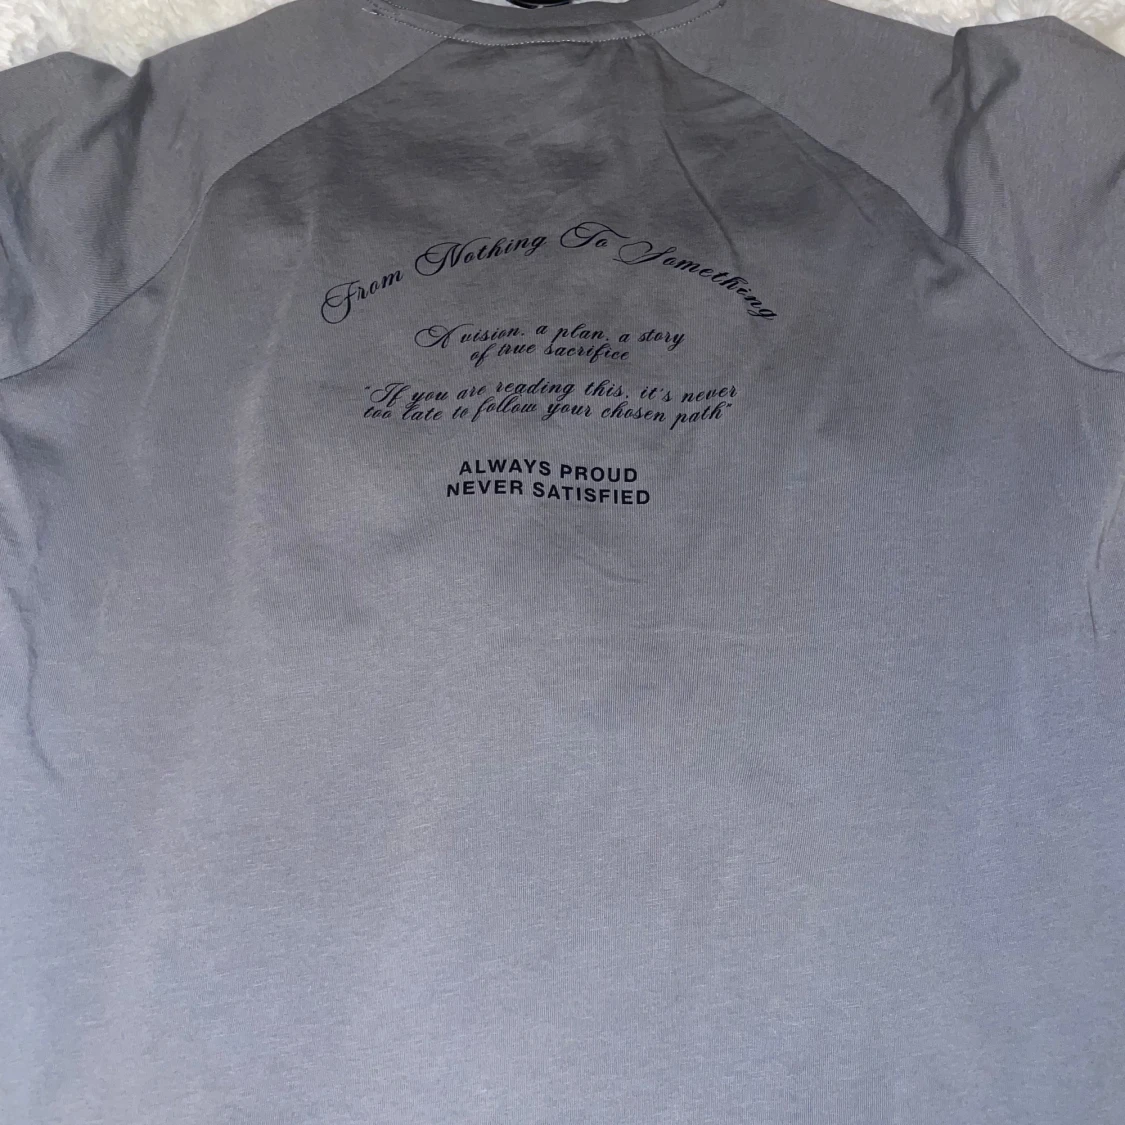 From Nothing To Something
A vision. a plan. a story
of true sacrifice
"If you are reading this, it's never
too late to follow your chosen path"
ALWAYS PROUD
NEVER SATISFIED